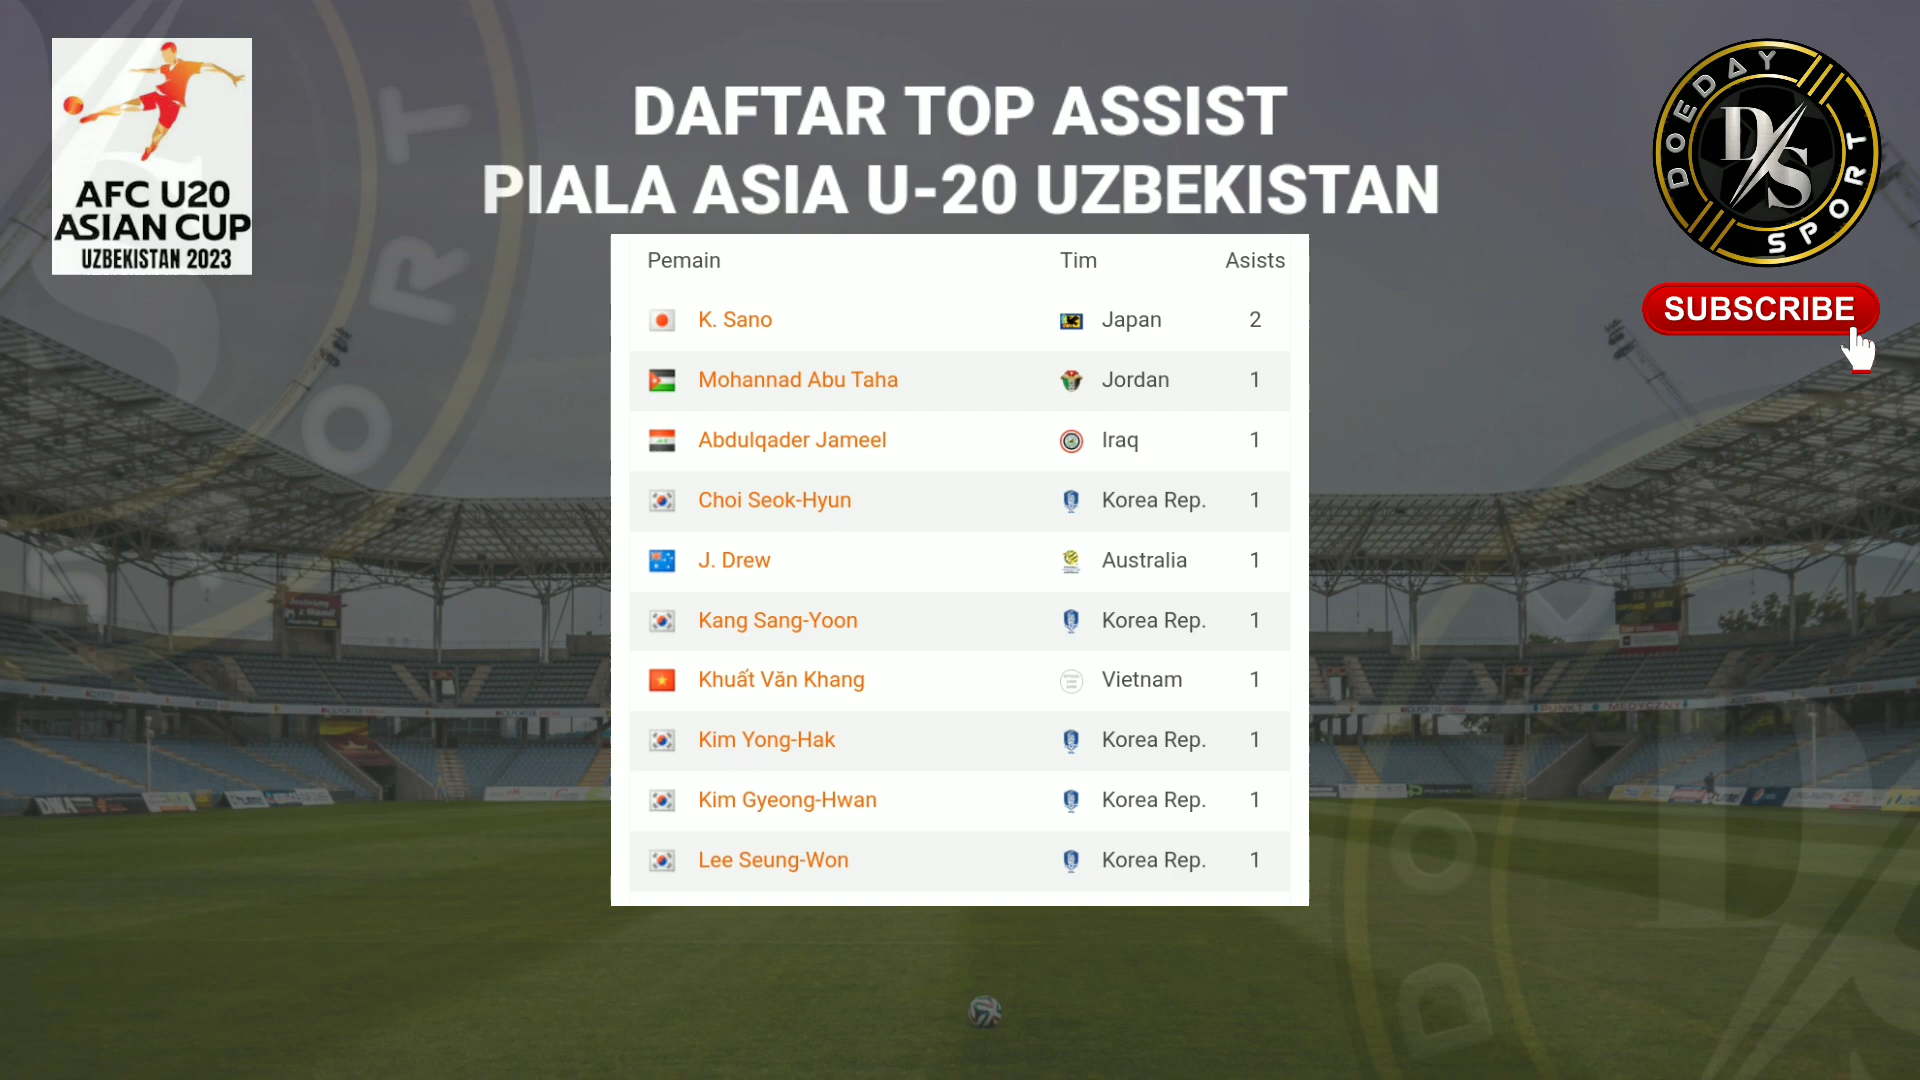 DAFTAR TOP ASSIST
PIALA ASIA U-20 UZBEKISTAN
AFC U20
ASIAN CUP
UZBEKISTAN 2023
DOEDAY
DS
SPORT
SUBSCRIBE
Pemain Tim Asists
K. Sano Japan 2
Mohannad Abu Taha Jordan 1
Abdulqader Jameel Iraq 1
Choi Seok-Hyun Korea Rep. 1
J. Drew Australia 1
Kang Sang-Yoon Korea Rep. 1
Khuất Văn Khang Vietnam 1
Kim Yong-Hak Korea Rep. 1
Kim Gyeong-Hwan Korea Rep. 1
Lee Seung-Won Korea Rep. 1
PUNKT MEDYCZNY